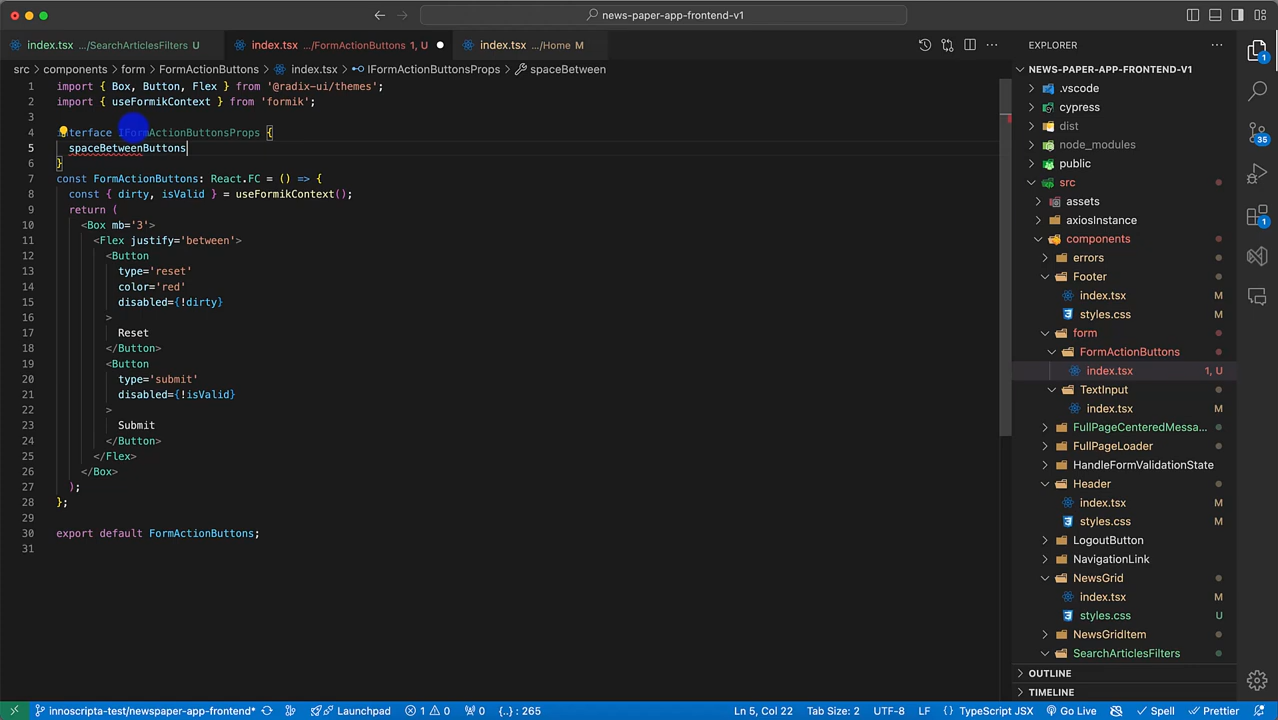 news-paper-app-frontend-v1
index.tsx .../SearchArticlesFilters U
index.tsx .../FormActionButtons 1, U
index.tsx .../Home M
src > components > form > FormActionButtons > index.tsx > IFormActionButtonsProps > spaceBetween
1 import { Box, Button, Flex } from '@radix-ui/themes';
2 import { useFormikContext } from 'formik';
3
4 interface IFormActionButtonsProps {
5 spaceBetweenButtons
6 }
7 const FormActionButtons: React.FC = () => {
8 const { dirty, isValid } = useFormikContext();
9 return (
10 <Box mb='3'>
11 <Flex justify='between'>
12 <Button
13 type='reset'
14 color='red'
15 disabled={!dirty}
16 >
17 Reset
18 </Button>
19 <Button
20 type='submit'
21 disabled={!isValid}
22 >
23 Submit
24 </Button>
25 </Flex>
26 </Box>
27 );
28 };
29
30 export default FormActionButtons;
31
EXPLORER
NEWS-PAPER-APP-FRONTEND-V1
.vscode
cypress
dist
node_modules
public
src
assets
axiosInstance
components
errors
Footer
index.tsx M
styles.css M
form
FormActionButtons
index.tsx 1, U
TextInput
index.tsx M
FullPageCenteredMessa...
FullPageLoader
HandleFormValidationState
Header
index.tsx M
styles.css M
LogoutButton
NavigationLink
NewsGrid
index.tsx M
styles.css U
NewsGridItem
SearchArticlesFilters
OUTLINE
TIMELINE
1
35
1
innoscripta-test/newspaper-app-frontend* Launchpad 1 0 0 {..} : 265 Ln 5, Col 22 Tab Size: 2 UTF-8 LF {} TypeScript JSX Go Live Spell Prettier